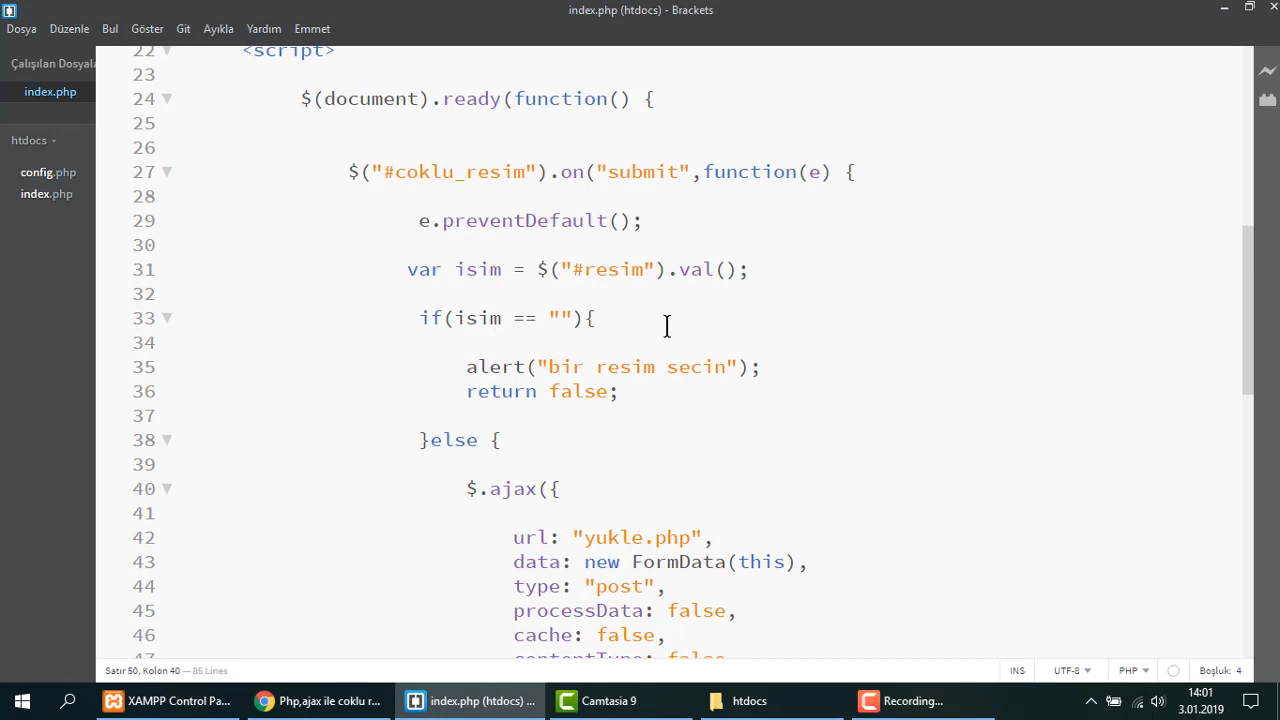 index.php (htdocs) - Brackets
Dosya Düzenle Bul Göster Git Ayıkla Yardım Emmet
Çalışılan Dosyala
index.php
htdocs
config.php
index.php
22 <script>
23
24 $(document).ready(function() {
25
26
27 $("#coklu_resim").on("submit",function(e) {
28
29 e.preventDefault();
30
31 var isim = $("#resim").val();
32
33 if(isim == ""){
34
35 alert("bir resim secin");
36 return false;
37
38 }else {
39
40 $.ajax({
41
42 url: "yukle.php",
43 data: new FormData(this),
44 type: "post",
45 processData: false,
46 cache: false,
47 contentType: false
Satır 50, Kolon 40 — 85 Lines
INS UTF-8 PHP Boşluk: 4
XAMPP Control Pa... Php,ajax ile coklu r... index.php (htdocs) ... Camtasia 9 htdocs Recording...
14:01
3.01.2019